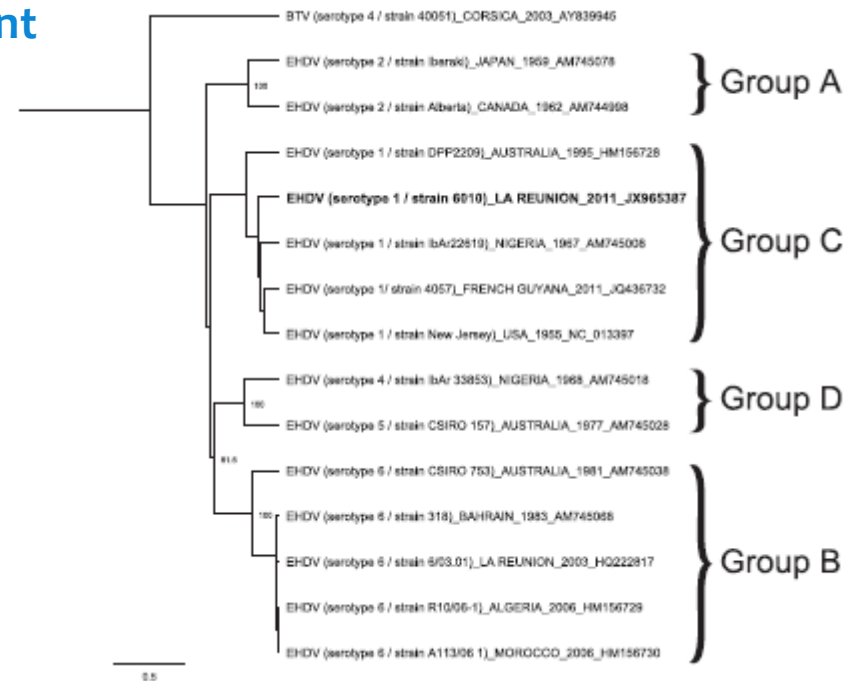 nt
BTV (serotype 4 / strain 40051)_CORSICA_2003_AY839945
EHDV (serotype 2 / strain Ibaraki)_JAPAN_1959_AM745078
Group A
100
EHDV (serotype 2 / strain Alberta)_CANADA_1962_AM744998
EHDV (serotype 1 / strain DPP2209)_AUSTRALIA_1995_HM156728
EHDV (serotype 1 / strain 6010)_LA REUNION_2011_JX965387
Group C
EHDV (serotype 1 / strain IbAr22619)_NIGERIA_1967_AM745008
EHDV (serotype 1/ strain 4057)_FRENCH GUYANA_2011_JQ436732
EHDV (serotype 1 / strain New Jersey)_USA_1955_NC_013397
EHDV (serotype 4 / strain IbAr 33853)_NIGERIA_1968_AM745018
Group D
100
EHDV (serotype 5 / strain CSIRO 157)_AUSTRALIA_1977_AM745028
EHDV (serotype 6 / strain CSIRO 753)_AUSTRALIA_1981_AM745038
100
EHDV (serotype 6 / strain 318)_BAHRAIN_1983_AM745068
EHDV (serotype 6 / strain 6/03.01)_LA REUNION_2003_HQ222817
Group B
EHDV (serotype 6 / strain R10/06-1)_ALGERIA_2006_HM156729
EHDV (serotype 6 / strain A113/06 1)_MOROCCO_2006_HM156730
0.5